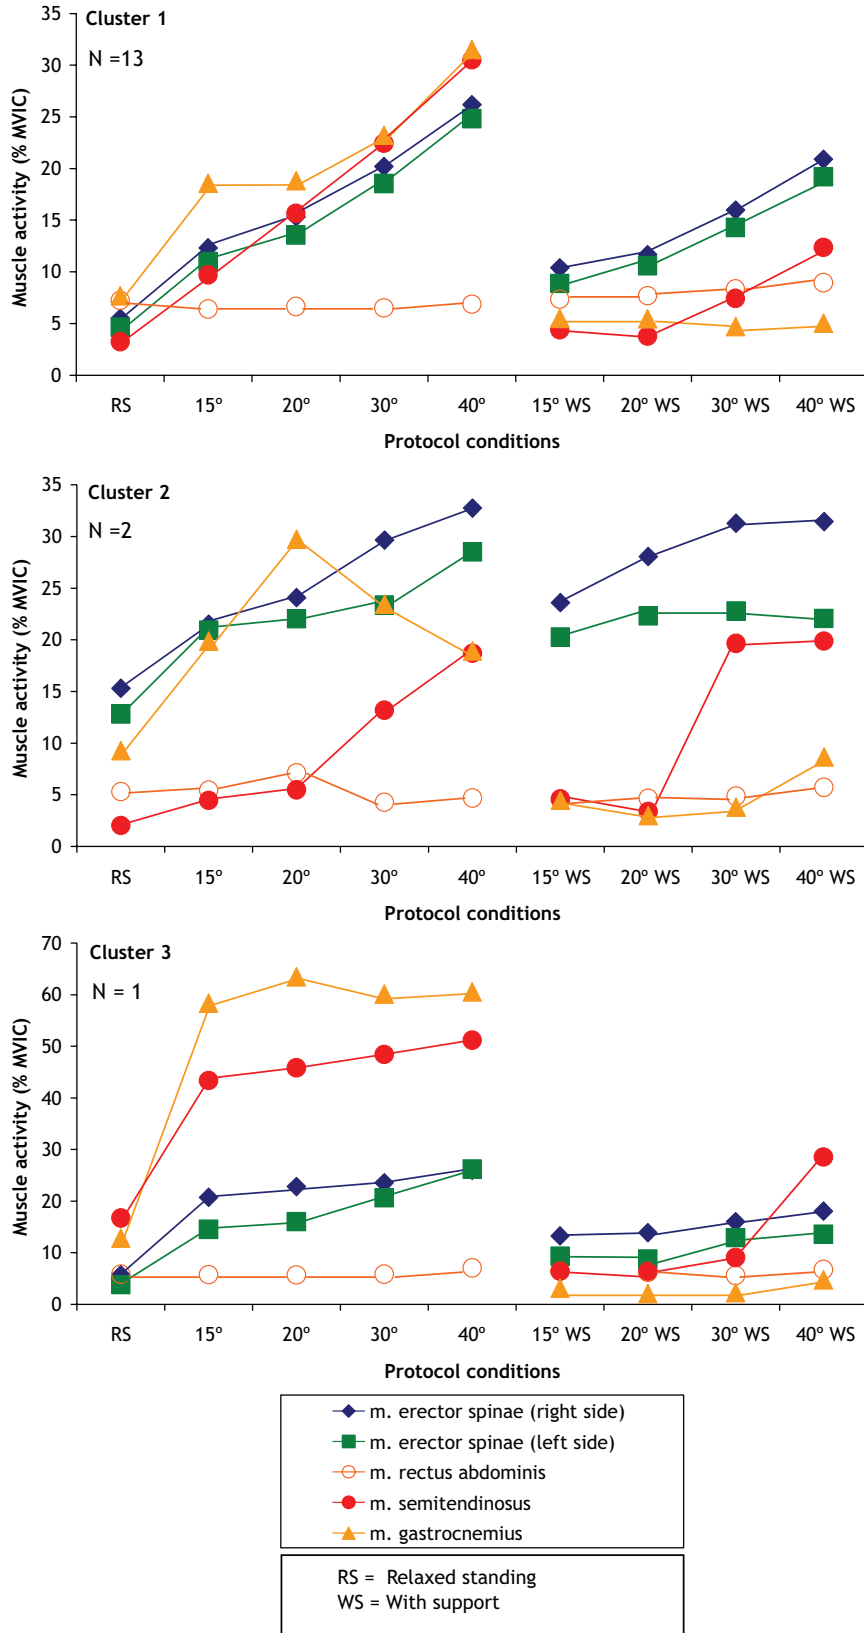 Cluster 1
N =13
Muscle activity (% MVIC)
35
30
25
20
15
10
5
0
RS 15º 20º 30º 40º 15º WS 20º WS 30º WS 40º WS
Protocol conditions
Cluster 2
N =2
Muscle activity (% MVIC)
35
30
25
20
15
10
5
0
RS 15º 20º 30º 40º 15º WS 20º WS 30º WS 40º WS
Protocol conditions
Cluster 3
N = 1
Muscle activity (% MVIC)
70
60
50
40
30
20
10
0
RS 15º 20º 30º 40º 15º WS 20º WS 30º WS 40º WS
Protocol conditions
m. erector spinae (right side)
m. erector spinae (left side)
m. rectus abdominis
m. semitendinosus
m. gastrocnemius
RS = Relaxed standing
WS = With support